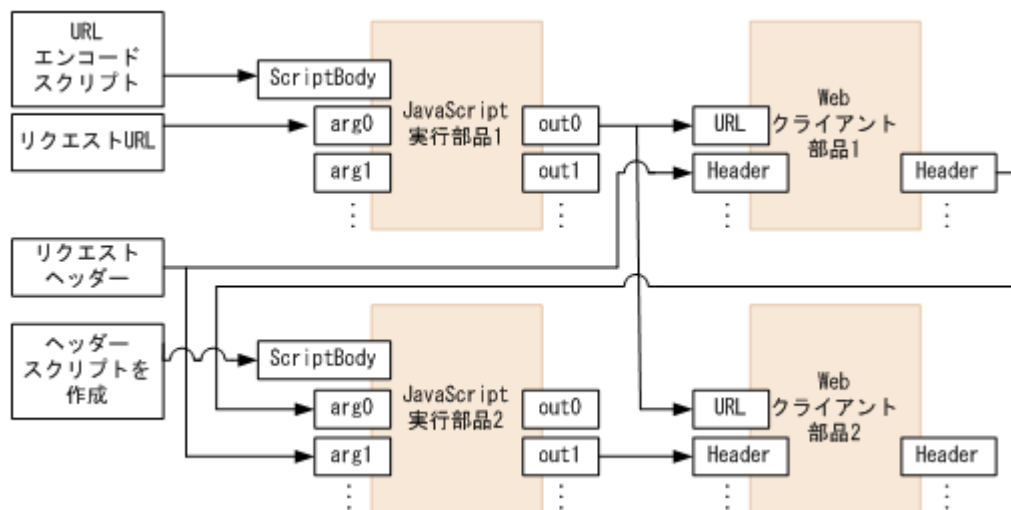 URL
エンコード
スクリプト
リクエストURL
ScriptBody
arg0
arg1
⋮
JavaScript
実行部品1
out0
out1
⋮
URL
Header
⋮
Web
クライアント
部品1
Header
⋮
リクエスト
ヘッダー
ヘッダー
スクリプトを
作成
ScriptBody
arg0
arg1
⋮
JavaScript
実行部品2
out0
out1
⋮
URL
Header
⋮
Web
クライアント
部品2
Header
⋮